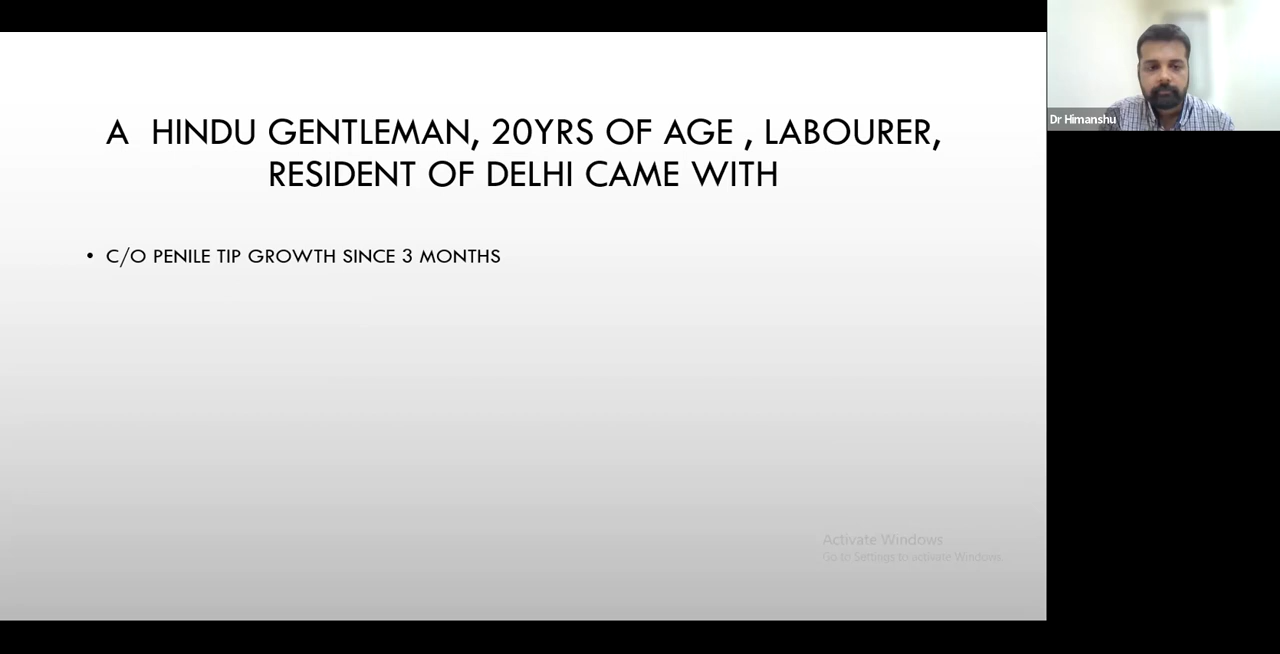 A  HINDU GENTLEMAN, 20YRS OF AGE , LABOURER,
RESIDENT OF DELHI CAME WITH
• C/O PENILE TIP GROWTH SINCE 3 MONTHS
Dr Himanshu
Activate Windows
Go to Settings to activate Windows.